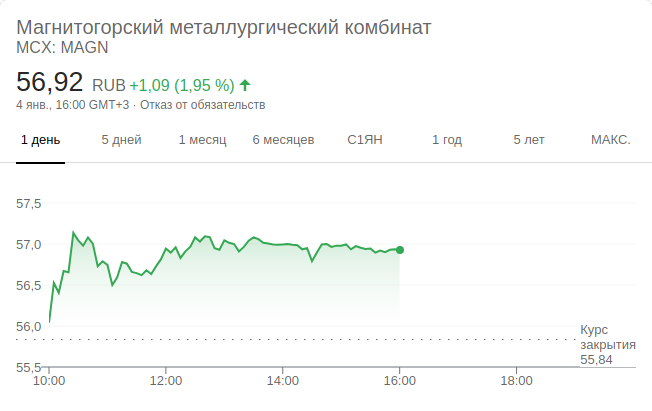 Магнитогорский металлургический комбинат
MCX: MAGN
56,92 RUB +1,09 (1,95 %)
4 янв., 16:00 GMT+3 · Отказ от обязательств
1 день 5 дней 1 месяц 6 месяцев С1ЯН 1 год 5 лет МАКС.
57,5
57,0
56,5
56,0
Курс
закрытия
55,84
55,5
10:00 12:00 14:00 16:00 18:00